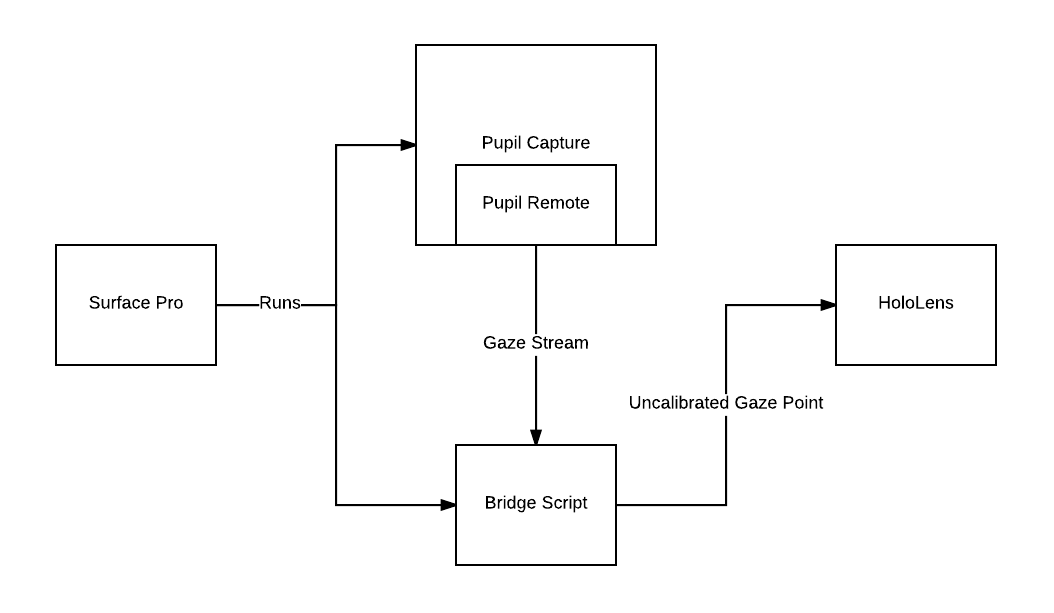 Pupil Capture
Pupil Remote
Surface Pro
Runs
HoloLens
Gaze Stream
Uncalibrated Gaze Point
Bridge Script